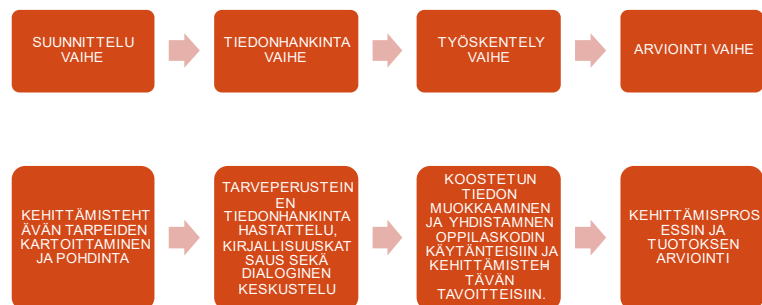 SUUNNITTELU
VAIHE
TIEDONHANKINTA
VAIHE
TYÖSKENTELY
VAIHE
ARVIOINTI VAIHE
KEHITTÄMISTEHT
ÄVÄN TARPEIDEN
KARTOITTAMINEN
JA POHDINTA
TARVEPERUSTEIN
EN
TIEDONHANKINTA
HASTATTELU,
KIRJALLISUUSKAT
SAUS SEKÄ
DIALOGINEN
KESKUSTELU
KOOSTETUN
TIEDON
MUOKKAAMINEN
JA YHDISTAMNEN
OPPILASKODIN
KÄYTÄNTEISIIN JA
KEHITTÄMISTEH-
TÄVÄN
TAVOITTEISIIN.
KEHITTÄMISPROS
ESSIN JA
TUOTOKSEN
ARVIOINTI